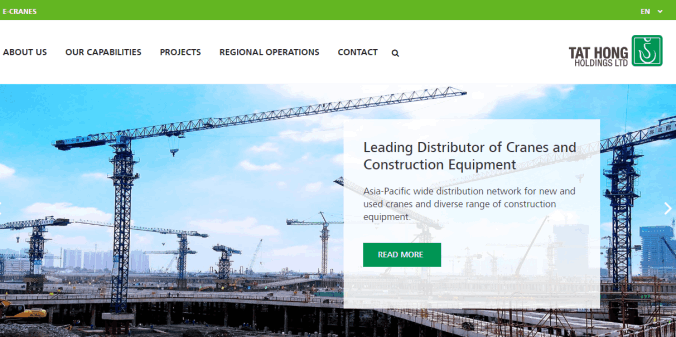 E-CRANES
EN
ABOUT US
OUR CAPABILITIES
PROJECTS
REGIONAL OPERATIONS
CONTACT
TAT HONG
HOLDINGS LTD
Leading Distributor of Cranes and
Construction Equipment
Asia-Pacific wide distribution network for new and
used cranes and diverse range of construction
equipment
READ MORE